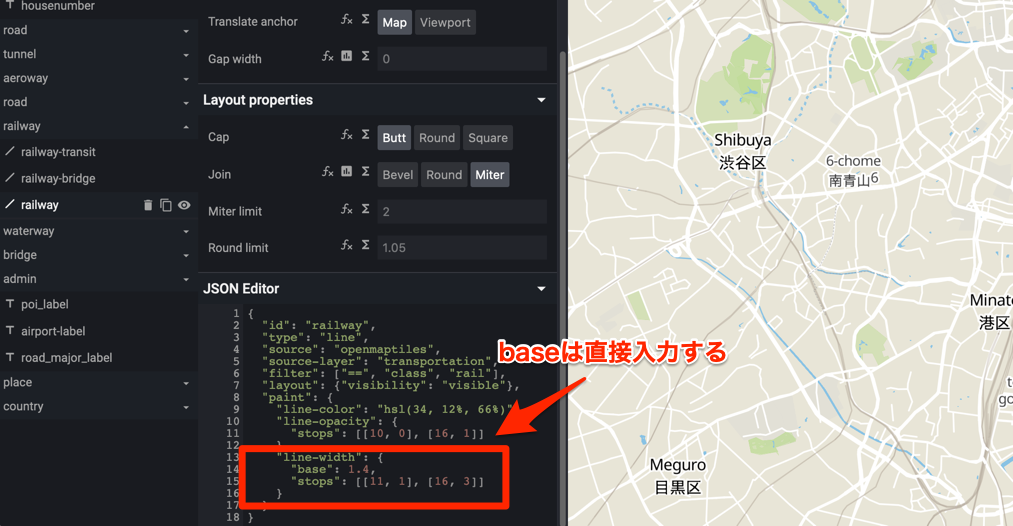 housenumber
road
tunnel
aeroway
road
railway
railway-transit
railway-bridge
railway
waterway
bridge
admin
poi_label
airport-label
road_major_label
place
country
Translate anchor
Map
Viewport
Gap width
0
Layout properties
Cap
Butt
Round
Square
Join
Bevel
Round
Miter
Miter limit
2
Round limit
1.05
JSON Editor
1 {
2 "id": "railway",
3 "type": "line",
4 "source": "openmaptiles",
5 "source-layer": "transportation",
6 "filter": ["==", "class", "rail"],
7 "layout": {"visibility": "visible"},
8 "paint": {
9 "line-color": "hsl(34, 12%, 66%)"
10 "line-opacity": {
11 "stops": [[10, 0], [16, 1]]
12
13 "line-width": {
14 "base": 1.4,
15 "stops": [[11, 1], [16, 3]]
16 }
17
18 }
baseは直接入力する
Shibuya
渋谷区
6-chome
南青山6
Minato
港区
Meguro
目黒区